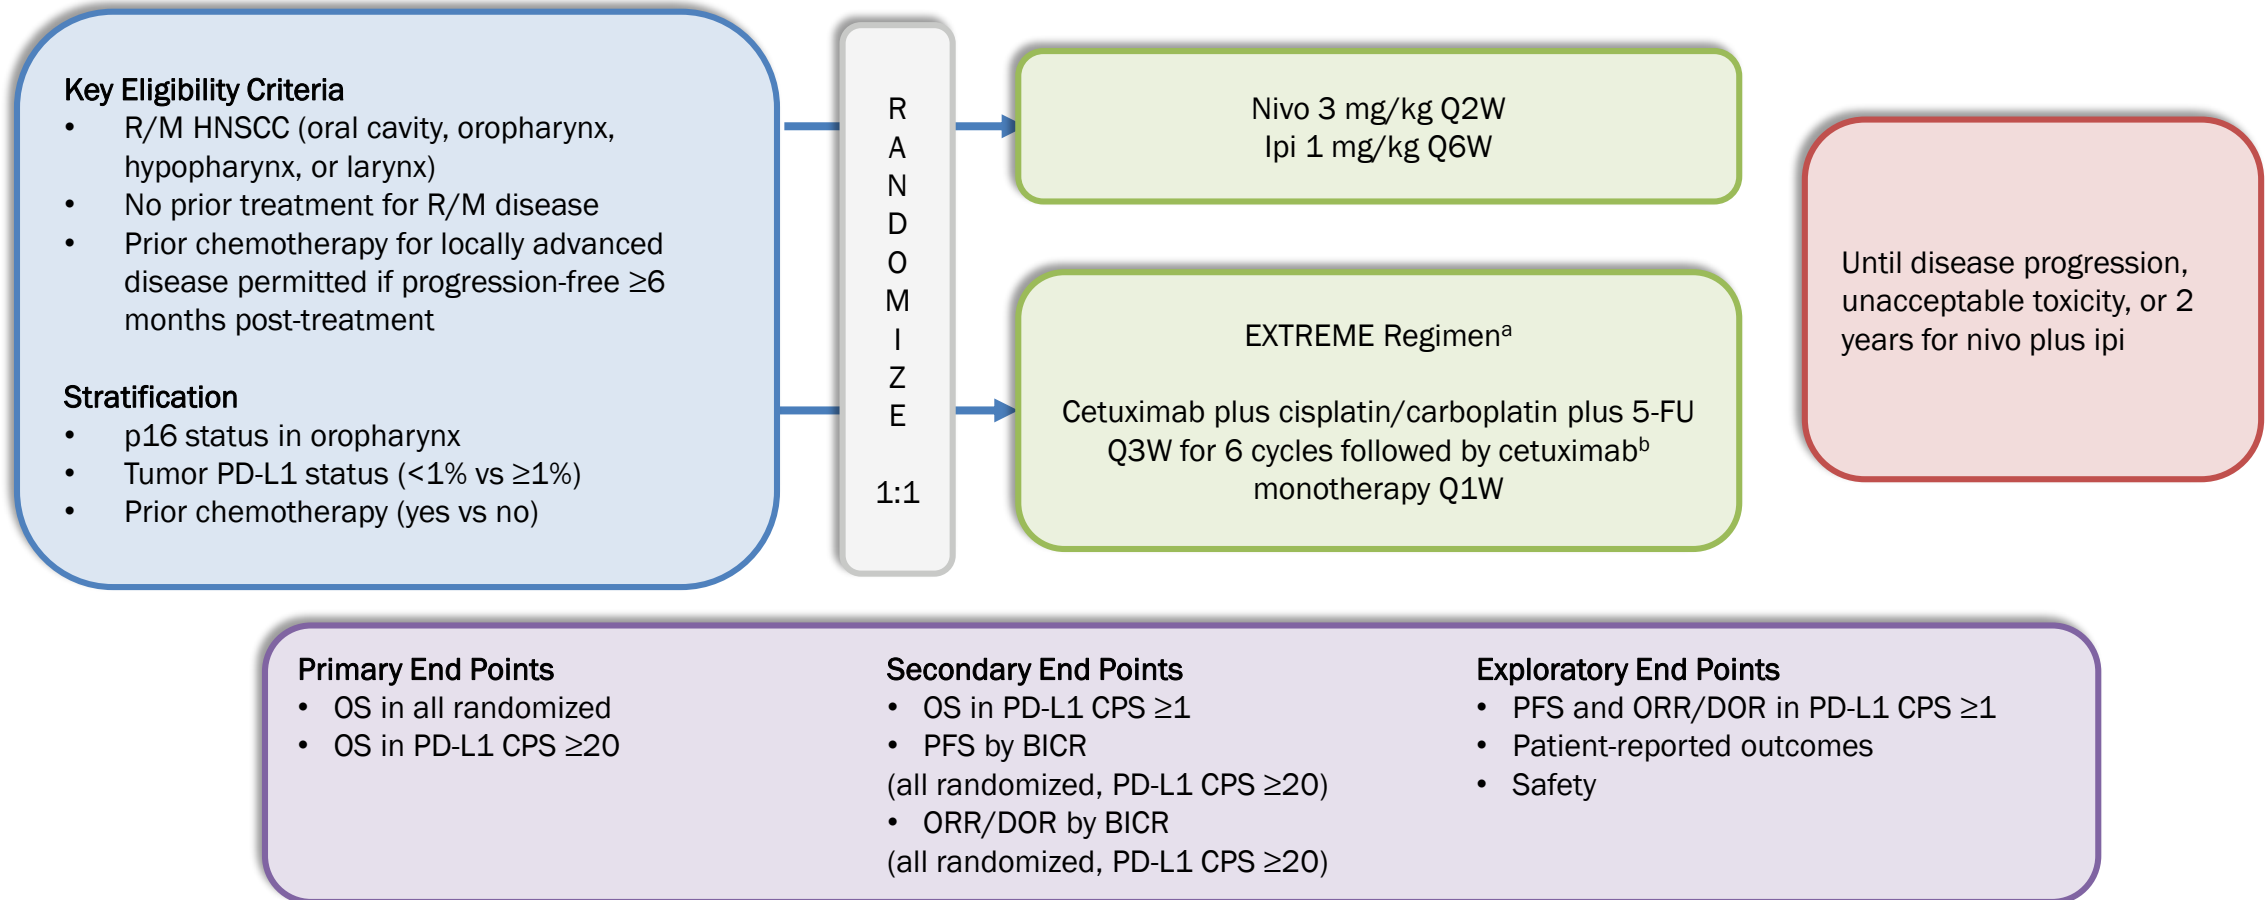 Key Eligibility Criteria
• R/M HNSCC (oral cavity, oropharynx,
hypopharynx, or larynx)
• No prior treatment for R/M disease
• Prior chemotherapy for locally advanced
disease permitted if progression-free ≥6
months post-treatment
Stratification
• p16 status in oropharynx
• Tumor PD-L1 status (<1% vs ≥1%)
• Prior chemotherapy (yes vs no)
R
A
N
D
O
M
I
Z
E
1:1
Nivo 3 mg/kg Q2W
Ipi 1 mg/kg Q6W
EXTREME Regimenᵃ
Cetuximab plus cisplatin/carboplatin plus 5-FU
Q3W for 6 cycles followed by cetuximabᵇ
monotherapy Q1W
Until disease progression,
unacceptable toxicity, or 2
years for nivo plus ipi
Primary End Points
• OS in all randomized
• OS in PD-L1 CPS ≥20
Secondary End Points
• OS in PD-L1 CPS ≥1
• PFS by BICR
(all randomized, PD-L1 CPS ≥20)
• ORR/DOR by BICR
(all randomized, PD-L1 CPS ≥20)
Exploratory End Points
• PFS and ORR/DOR in PD-L1 CPS ≥1
• Patient-reported outcomes
• Safety